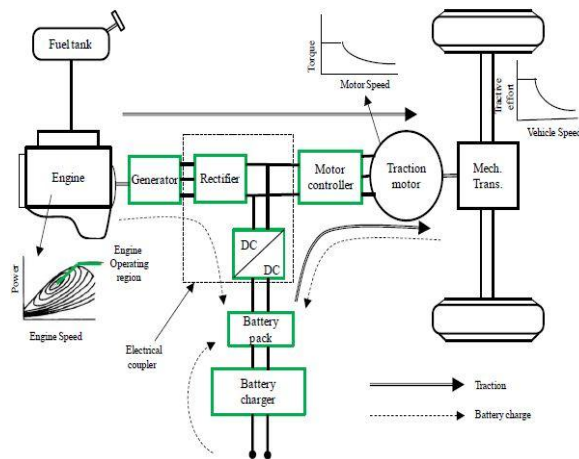 Fuel tank
Torque
Motor Speed
Tractive
effort
Vehicle Speed
Engine
Generator
Rectifier
Motor
controller
Traction
motor
Mech.
Trans.
DC
DC
Power
Engine
Operating
region
Engine Speed
Electrical
coupler
Battery
pack
Battery
charger
Traction
Battery charge